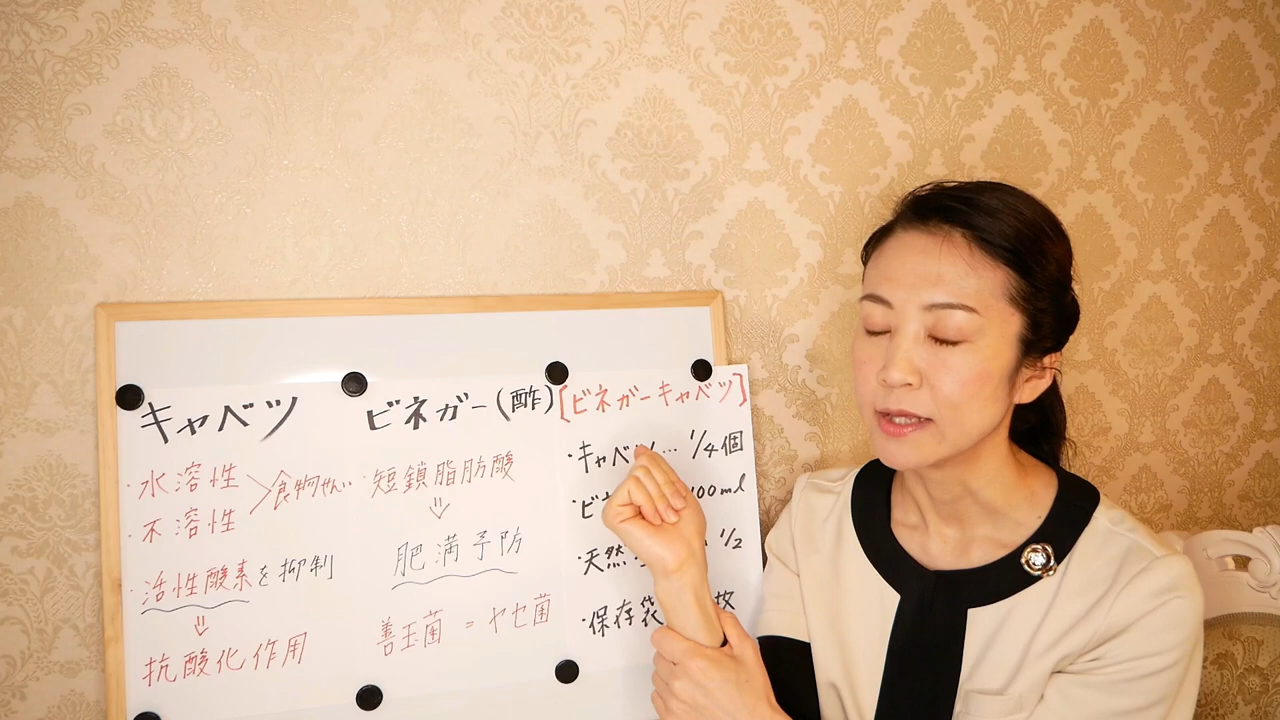 キャベツ
・水溶性
・不溶性
＞食物せんい
・活性酸素を抑制
⇓
抗酸化作用
ビネガー(酢)
・短鎖脂肪酸
⇓
肥満予防
善玉菌 = ヤセ菌
[ビネガーキャベツ]
・キャベ … 1/4個
・ビ 100ml
・天然 1/2
・保存袋 枚